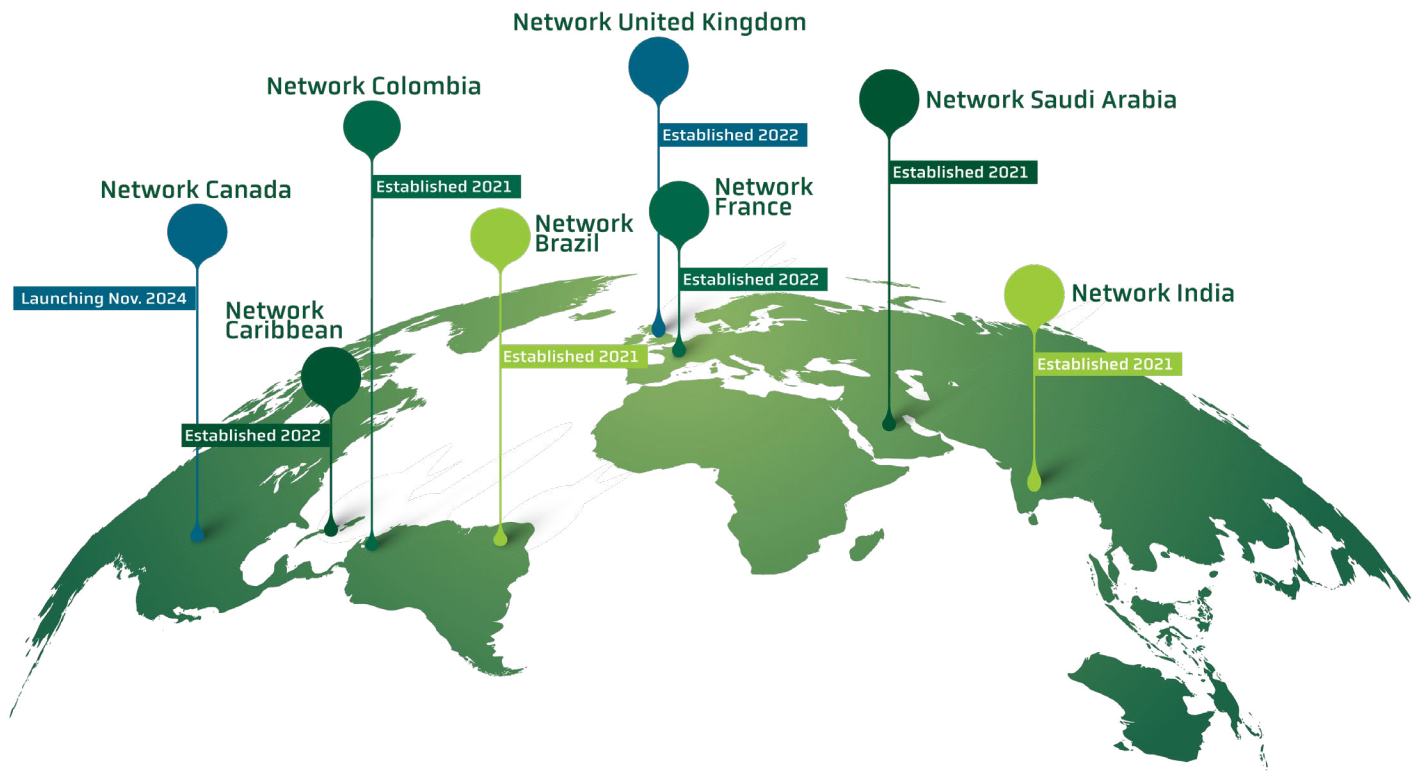 Network United Kingdom
Established 2022
Network Colombia
Established 2021
Network Saudi Arabia
Established 2021
Network Canada
Launching Nov. 2024
Network
France
Established 2022
Network
Brazil
Established 2021
Network India
Established 2021
Network
Caribbean
Established 2022